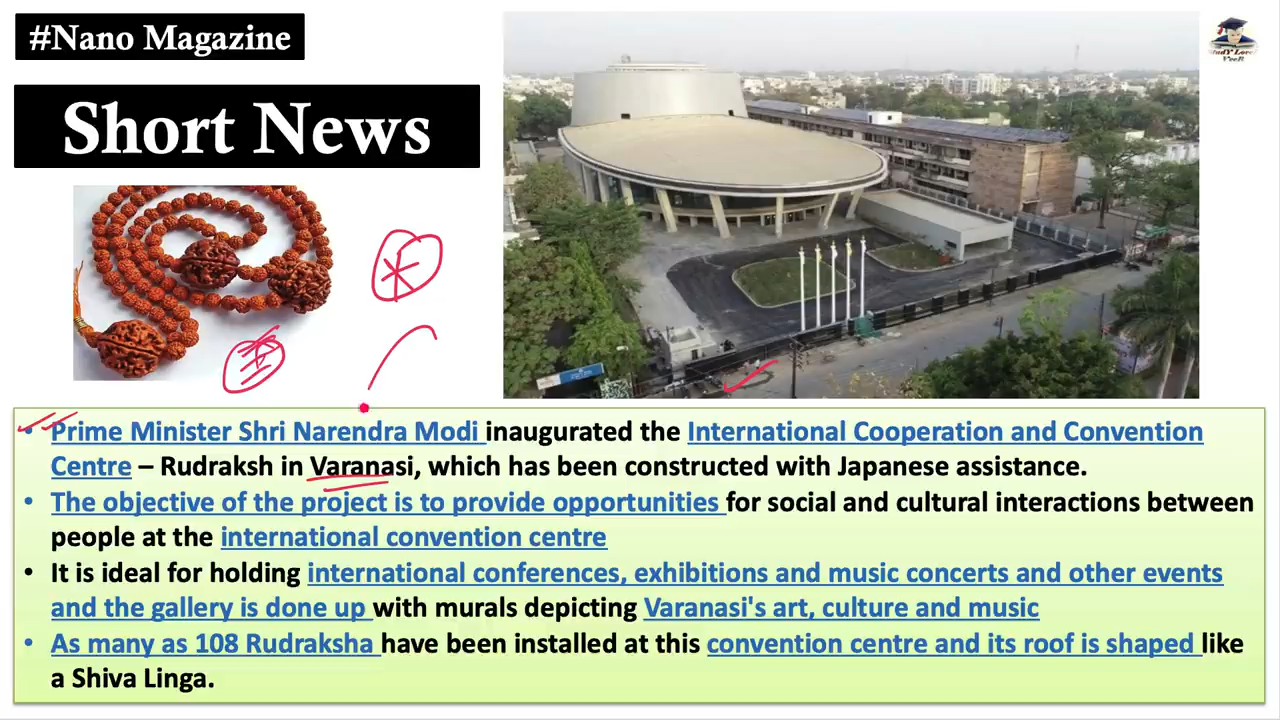 #Nano Magazine
Short News
StudY LoveR
VeeR
• Prime Minister Shri Narendra Modi inaugurated the International Cooperation and Convention
Centre – Rudraksh in Varanasi, which has been constructed with Japanese assistance.
• The objective of the project is to provide opportunities for social and cultural interactions between
people at the international convention centre
• It is ideal for holding international conferences, exhibitions and music concerts and other events
and the gallery is done up with murals depicting Varanasi's art, culture and music
• As many as 108 Rudraksha have been installed at this convention centre and its roof is shaped like
a Shiva Linga.